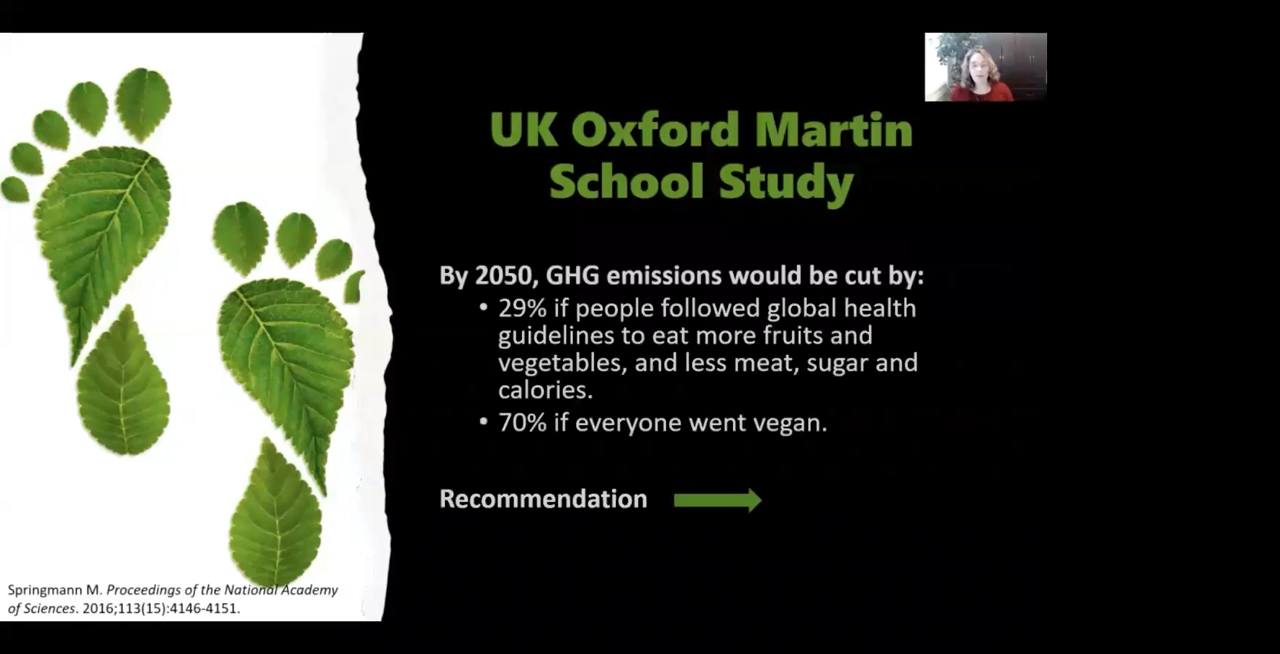 UK Oxford Martin
School Study
By 2050, GHG emissions would be cut by:
• 29% if people followed global health
guidelines to eat more fruits and
vegetables, and less meat, sugar and
calories.
• 70% if everyone went vegan.
Recommendation
Springmann M. Proceedings of the National Academy
of Sciences. 2016;113(15):4146-4151.